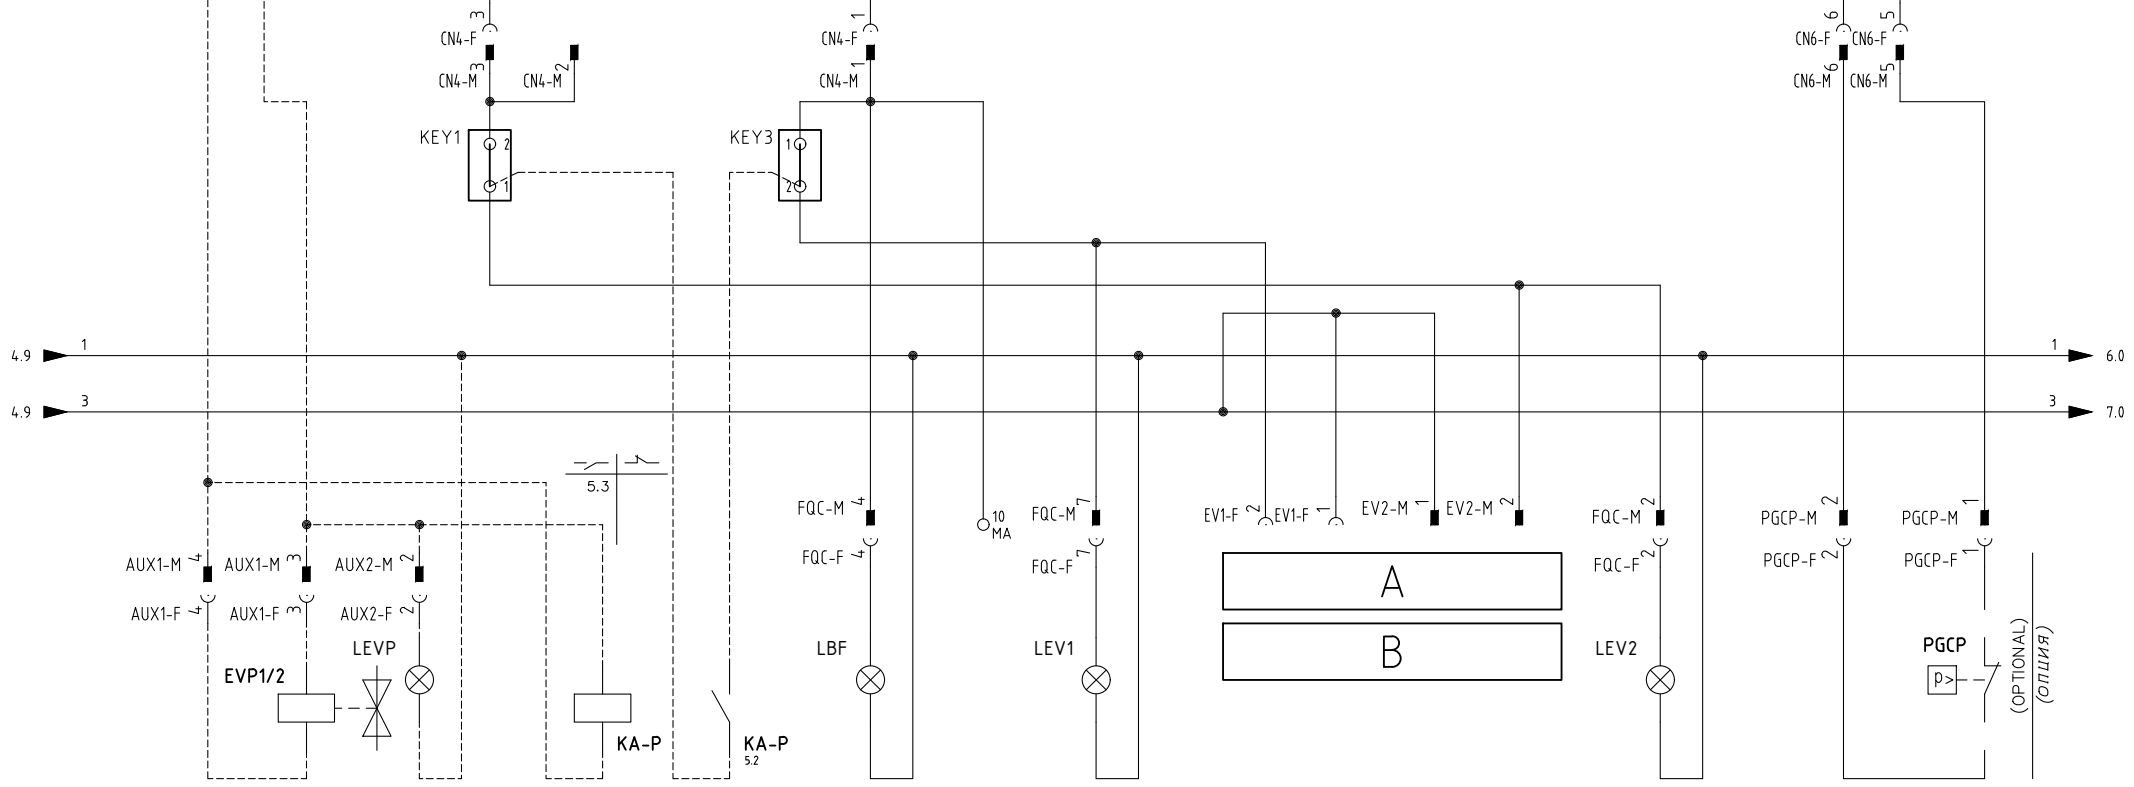 3
1
6
5
CN4-F
CN4-F
CN6-F
CN6-F
3
2
1
6
5
CN4-M
CN4-M
CN4-M
CN6-M
CN6-M
KEY1
2
1
KEY3
1
2
4.9
1
1
6.0
4.9
3
3
7.0
5.3
FQC-M
4
10
MA
FQC-M
7
EV1-F
2
EV1-F
1
EV2-M
1
EV2-M
2
FQC-M
2
PGCP-M
2
PGCP-M
1
FQC-F
4
FQC-F
7
FQC-F
2
PGCP-F
2
PGCP-F
1
AUX1-M
4
AUX1-M
3
AUX2-M
2
AUX1-F
4
AUX1-F
3
AUX2-F
2
A
B
LEVP
EVP1/2
LBF
LEV1
LEV2
PGCP
P>
(OPTIONAL)
(ОПЦИЯ)
KA-P
KA-P
5.2